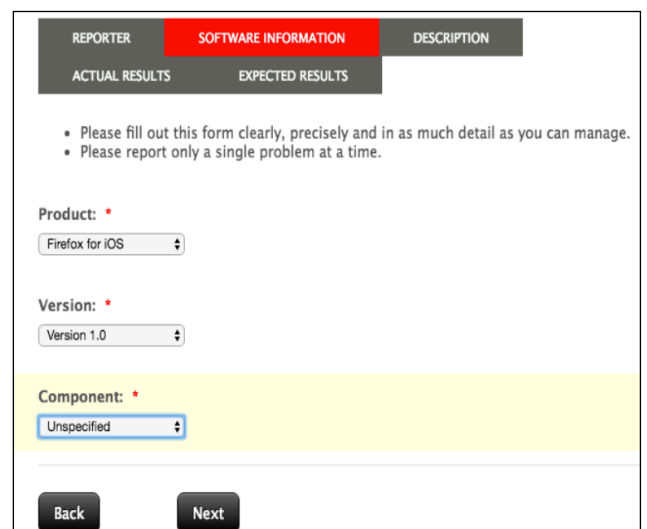 REPORTER SOFTWARE INFORMATION DESCRIPTION
ACTUAL RESULTS EXPECTED RESULTS
• Please fill out this form clearly, precisely and in as much detail as you can manage.
• Please report only a single problem at a time.
Product: *
Firefox for iOS
Version: *
Version 1.0
Component: *
Unspecified
Back Next